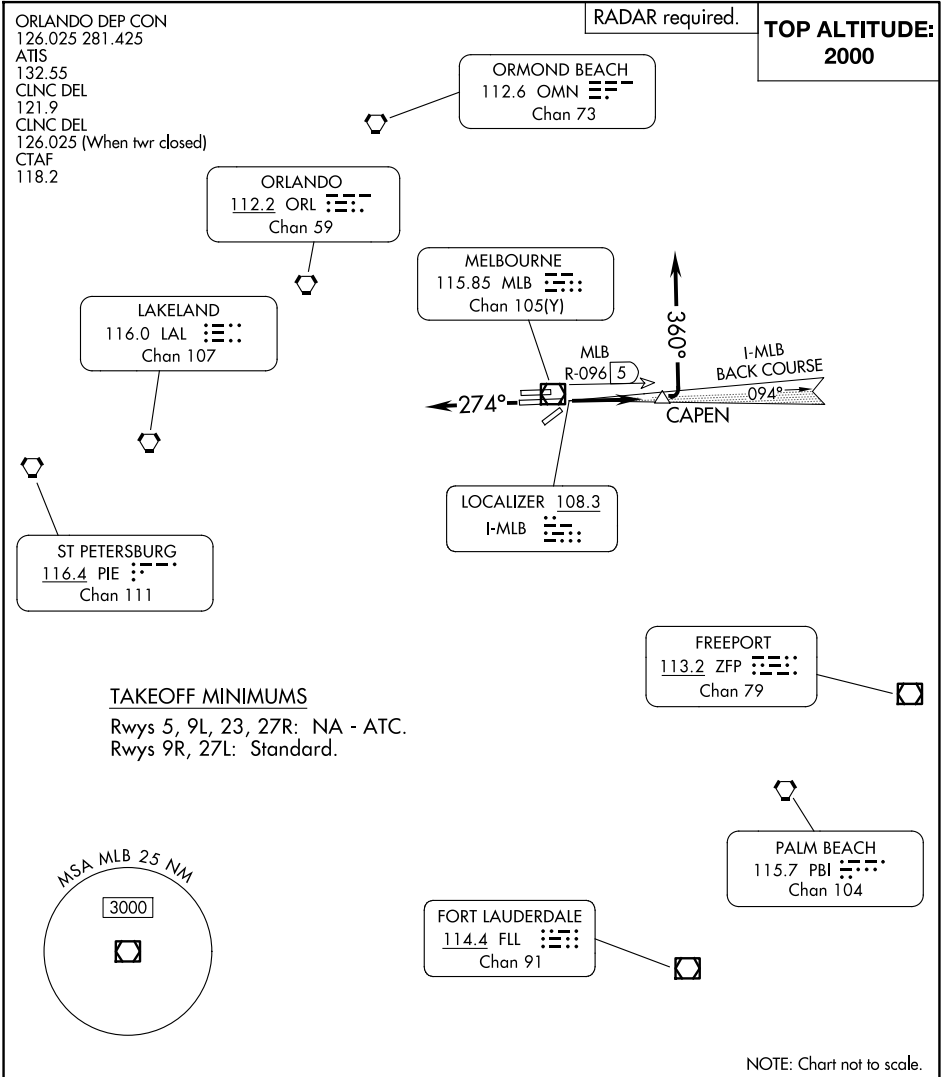 ORLANDO DEP CON
126.025 281.425
ATIS
132.55
CLNC DEL
121.9
CLNC DEL
126.025 (When twr closed)
CTAF
118.2
RADAR required.
TOP ALTITUDE:
2000
ORMOND BEACH
112.6 OMN
Chan 73
ORLANDO
112.2 ORL
Chan 59
MELBOURNE
115.85 MLB
Chan 105(Y)
LAKELAND
116.0 LAL
Chan 107
360°
MLB
R-096 5
I-MLB
BACK COURSE
094°
274°
CAPEN
LOCALIZER 108.3
I-MLB
ST PETERSBURG
116.4 PIE
Chan 111
FREEPORT
113.2 ZFP
Chan 79
TAKEOFF MINIMUMS
Rwys 5, 9L, 23, 27R: NA - ATC.
Rwys 9R, 27L: Standard.
PALM BEACH
115.7 PBI
Chan 104
MSA MLB 25 NM
3000
FORT LAUDERDALE
114.4 FLL
Chan 91
NOTE: Chart not to scale.